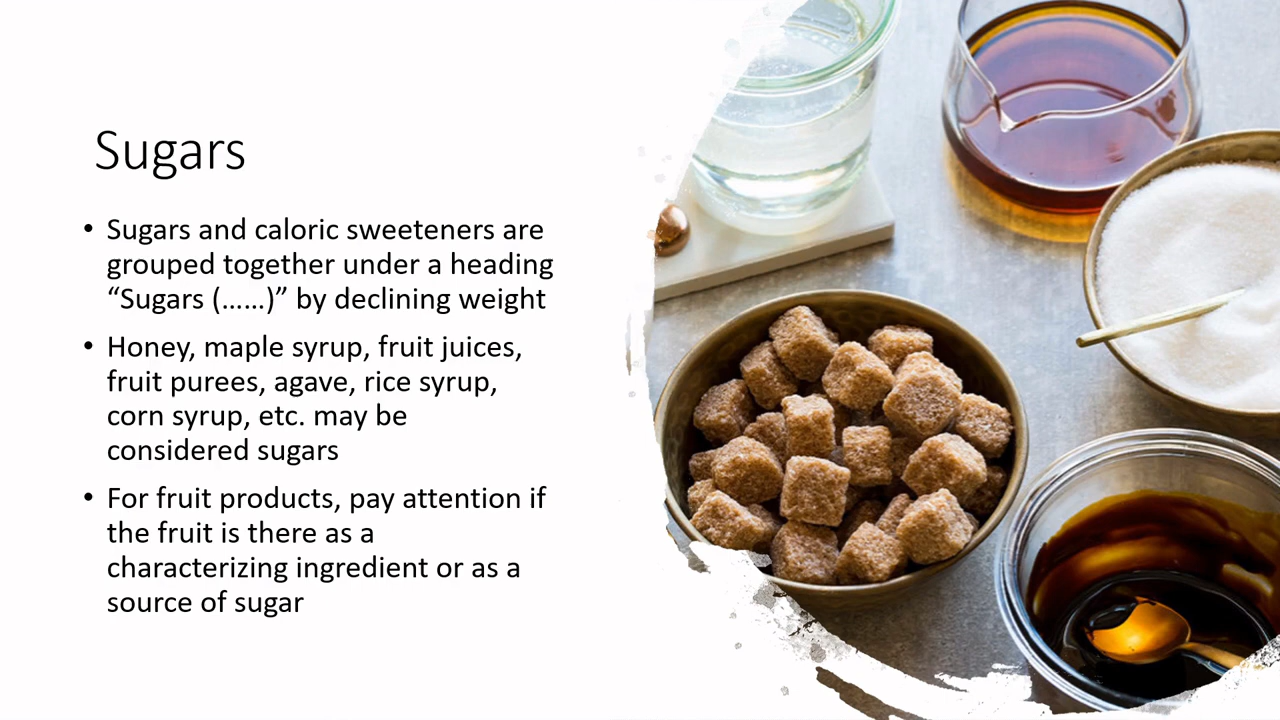 Sugars
• Sugars and caloric sweeteners are
grouped together under a heading
“Sugars (……)” by declining weight
• Honey, maple syrup, fruit juices,
fruit purees, agave, rice syrup,
corn syrup, etc. may be
considered sugars
• For fruit products, pay attention if
the fruit is there as a
characterizing ingredient or as a
source of sugar